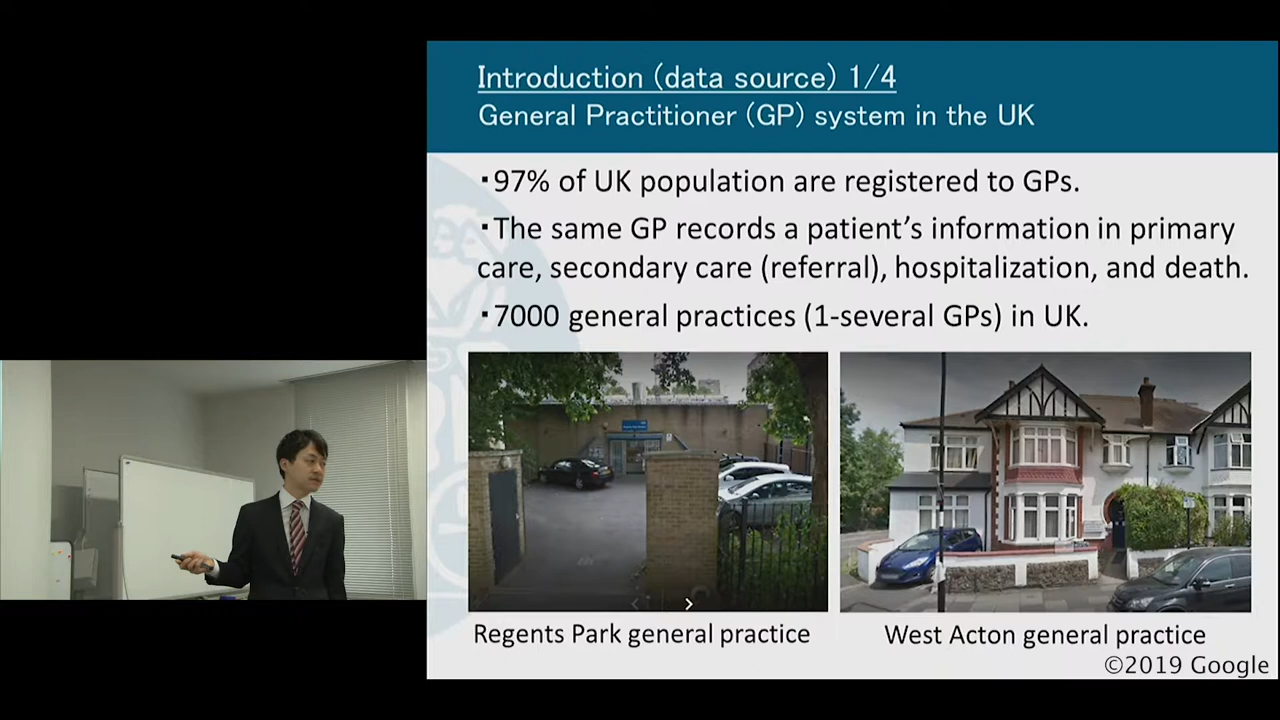 Introduction (data source) 1/4
General Practitioner (GP) system in the UK
･97% of UK population are registered to GPs.
･The same GP records a patient's information in primary
care, secondary care (referral), hospitalization, and death.
･7000 general practices (1-several GPs) in UK.
Regents Park general practice
West Acton general practice
©2019 Google